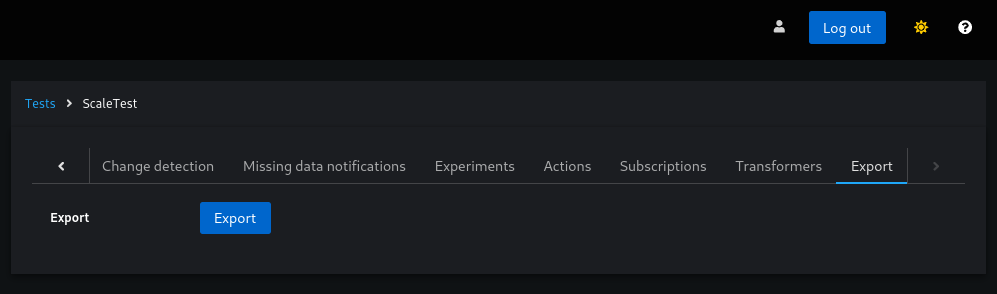 Log out
Tests ScaleTest
Change detection Missing data notifications Experiments Actions Subscriptions Transformers Export
Export Export